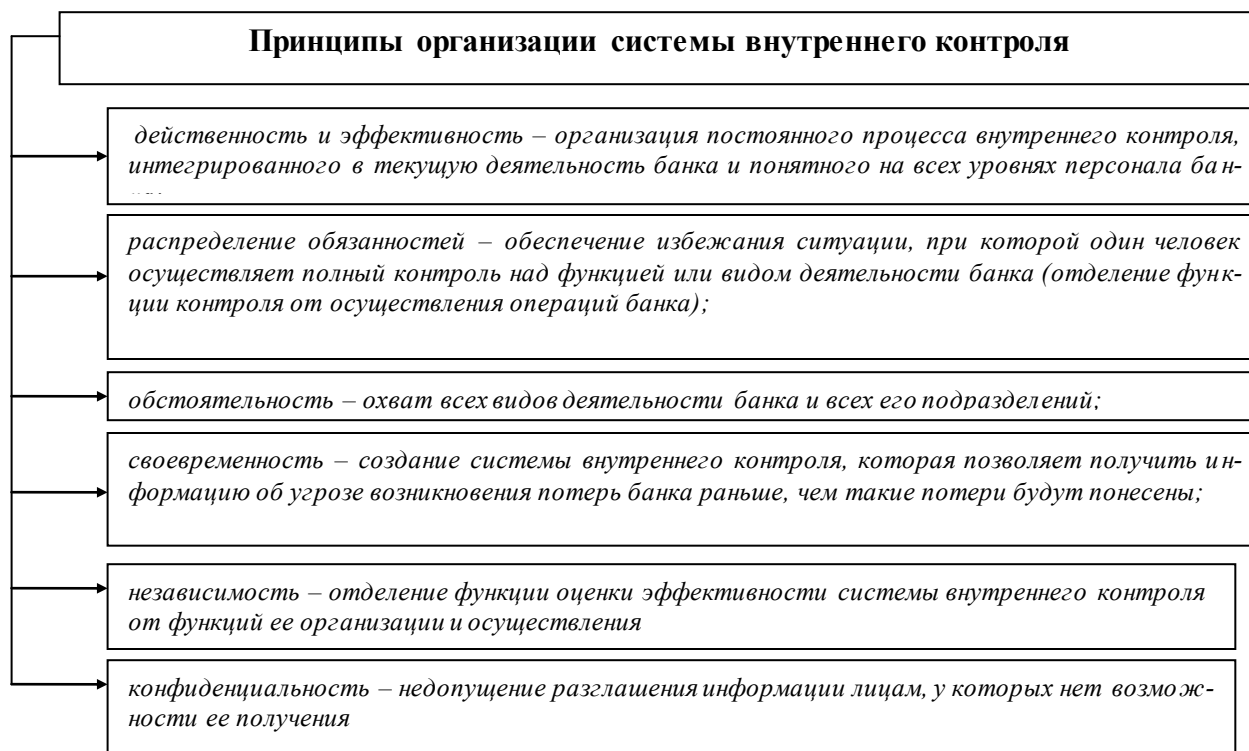 Принципы организации системы внутреннего контроля
действенность и эффективность – организация постоянного процесса внутреннего контроля,
интегрированного в текущую деятельность банка и понятного на всех уровнях персонала бан-
распределение обязанностей – обеспечение избежания ситуации, при которой один человек
осуществляет полный контроль над функцией или видом деятельности банка (отделение функ-
ции контроля от осуществления операций банка);
обстоятельность – охват всех видов деятельности банка и всех его подразделений;
своевременность – создание системы внутреннего контроля, которая позволяет получить ин-
формацию об угрозе возникновения потерь банка раньше, чем такие потери будут понесены;
независимость – отделение функции оценки эффективности системы внутреннего контроля
от функций ее организации и осуществления
конфиденциальность – недопущение разглашения информации лицам, у которых нет возмож-
ности ее получения